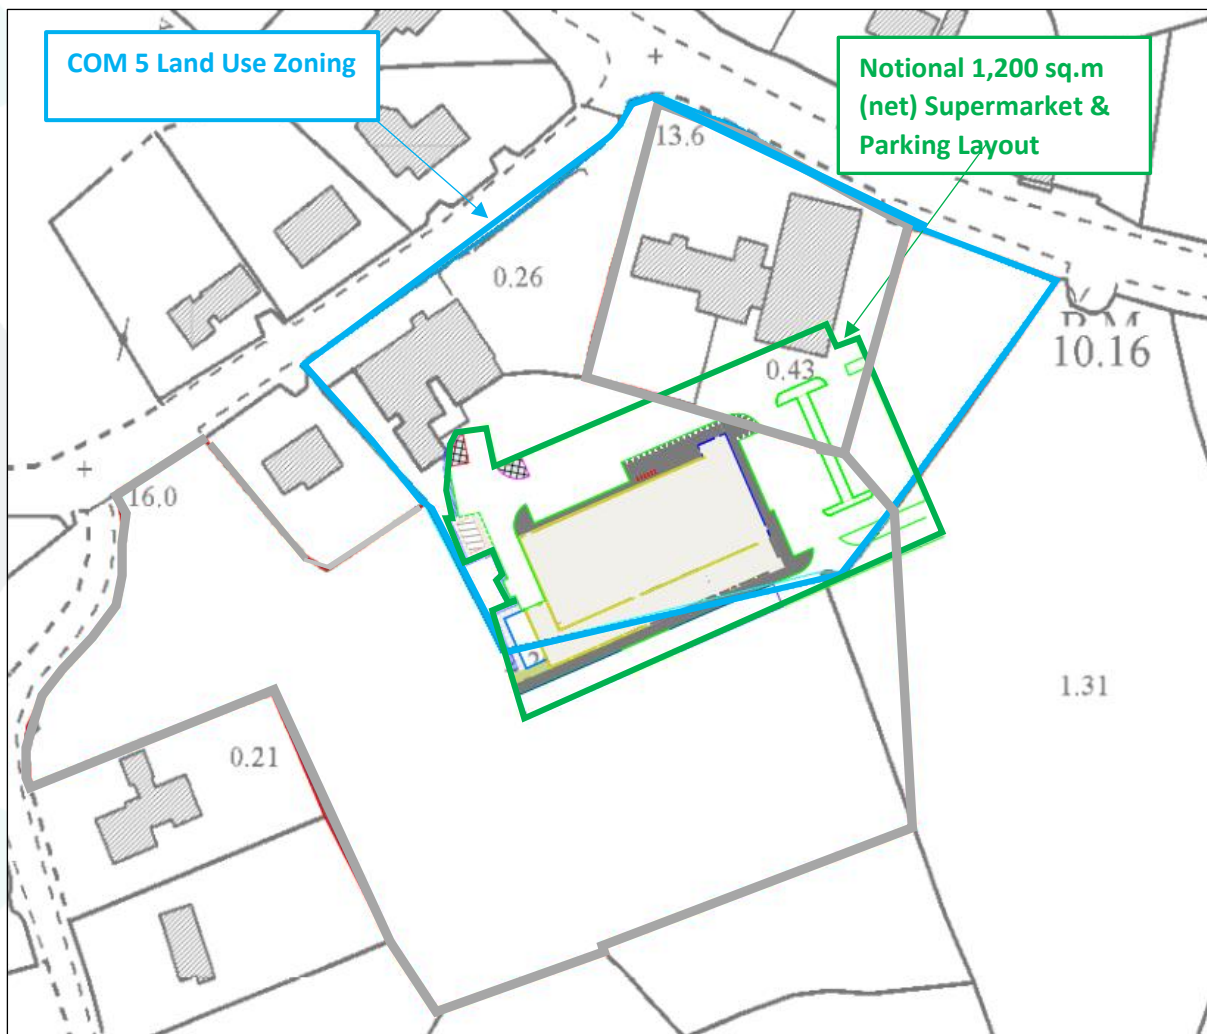 COM 5 Land Use Zoning
Notional 1,200 sq.m
(net) Supermarket &
Parking Layout
13.6
0.26
10.16
0.43
16.0
2
1.31
0.21